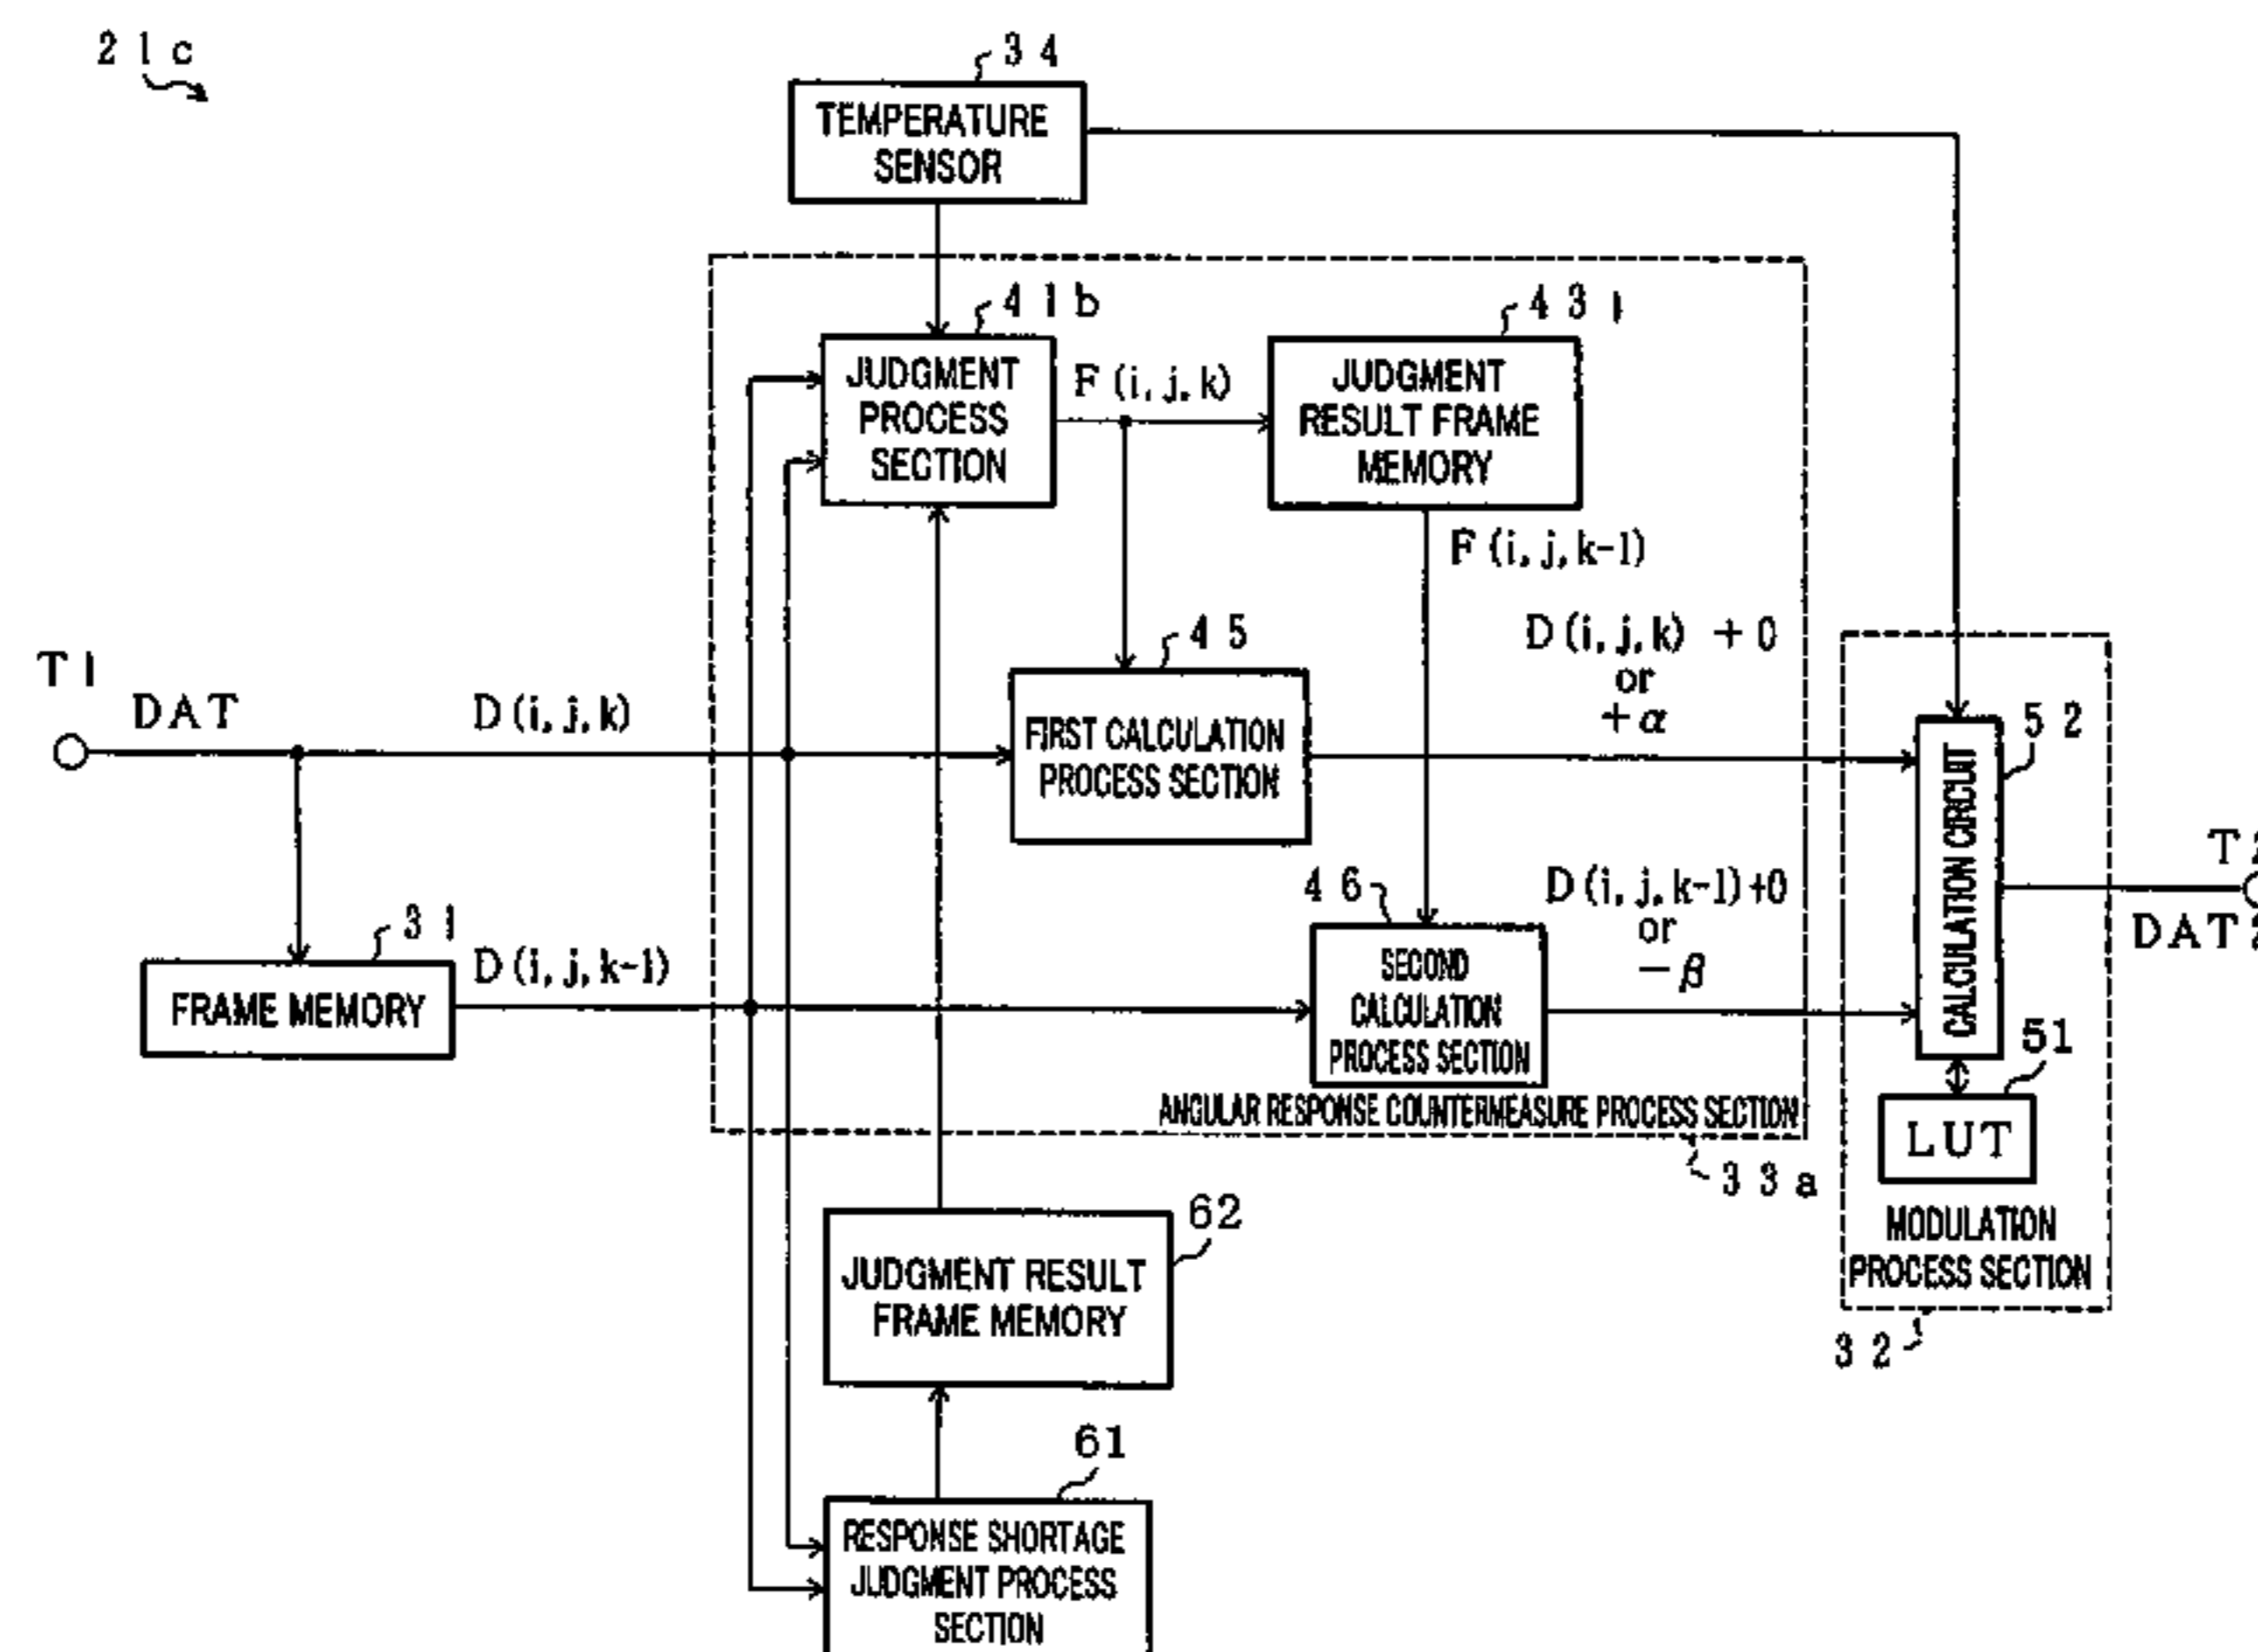 21c
34
TEMPERATURE
SENSOR
41b
431
JUDGMENT
PROCESS
SECTION
F(i,j,k)
JUDGMENT
RESULT FRAME
MEMORY
F(i,j,k-1)
45
D(i,j,k) +0
or
+α
T1
DAT
D(i,j,k)
FIRST CALCULATION
PROCESS SECTION
52
CALCULATION CIRCUIT
46
D(i,j,k-1)+0
or
-β
T2
DAT2
31
FRAME MEMORY
D(i,j,k-1)
SECOND
CALCULATION
PROCESS SECTION
51
LUT
ANGULAR RESPONSE COUNTERMEASURE PROCESS SECTION
33a
MODULATION
PROCESS SECTION
32
62
JUDGMENT RESULT
FRAME MEMORY
61
RESPONSE SHORTAGE
JUDGMENT PROCESS
SECTION